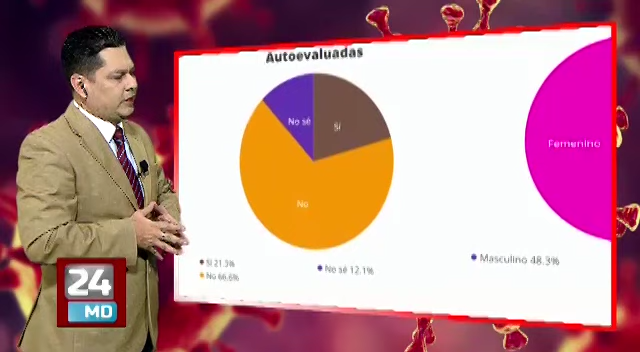 Autoevaluadas
No sé
Sí
No
Femenino
Sí 21.3%
No 66.6%
No sé 12.1%
Masculino 48.3%
24
MD